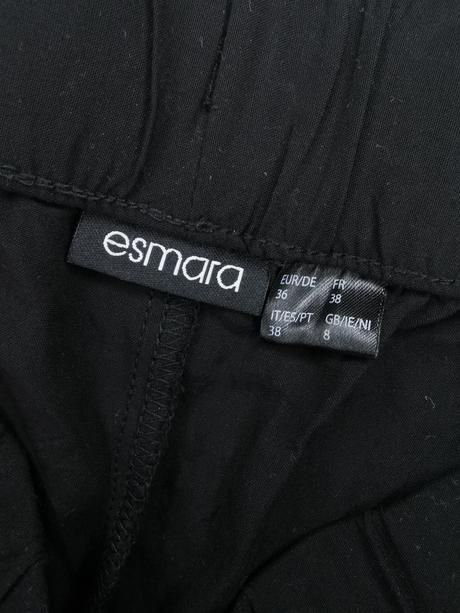 esmara
EUR/DE FR
36 38
IT/ES/PT GB/IE/NI
38 8